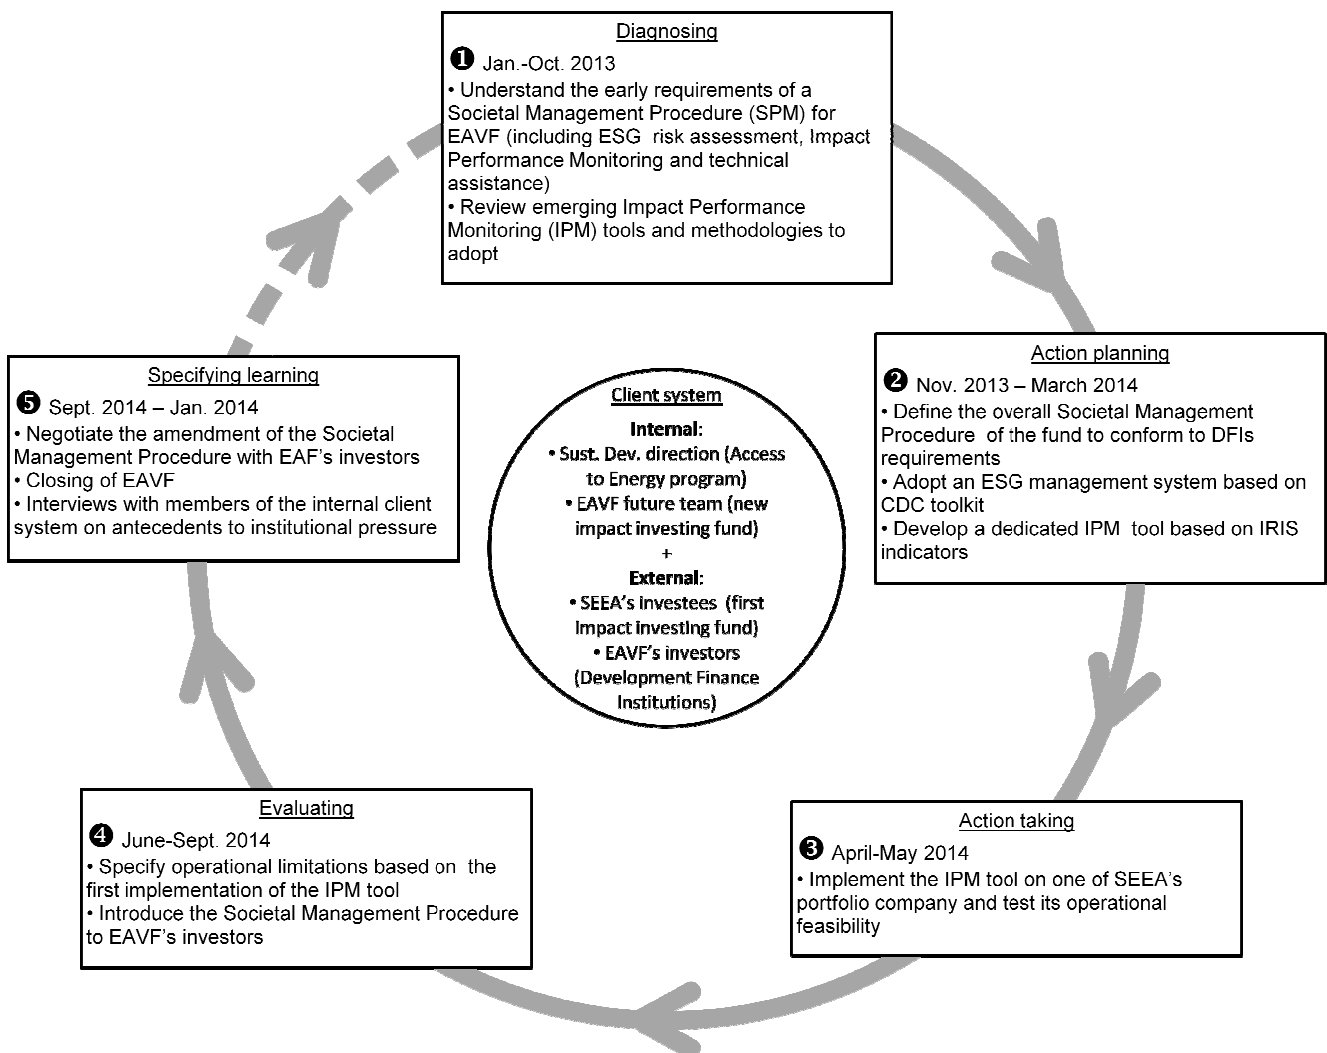 Diagnosing
❶ Jan.-Oct. 2013
• Understand the early requirements of a
Societal Management Procedure (SPM) for
EAVF (including ESG risk assessment, Impact
Performance Monitoring and technical
assistance)
• Review emerging Impact Performance
Monitoring (IPM) tools and methodologies to
adopt
Action planning
❷ Nov. 2013 – March 2014
• Define the overall Societal Management
Procedure of the fund to conform to DFIs
requirements
• Adopt an ESG management system based on
CDC toolkit
• Develop a dedicated IPM tool based on IRIS
indicators
Action taking
❸ April-May 2014
• Implement the IPM tool on one of SEEA's
portfolio company and test its operational
feasibility
Evaluating
❹ June-Sept. 2014
• Specify operational limitations based on the
first implementation of the IPM tool
• Introduce the Societal Management Procedure
to EAVF's investors
Specifying learning
❺ Sept. 2014 – Jan. 2014
• Negotiate the amendment of the Societal
Management Procedure with EAF's investors
• Closing of EAVF
• Interviews with members of the internal client
system on antecedents to institutional pressure
Client system
Internal:
• Sust. Dev. direction (Access
to Energy program)
• EAVF future team (new
impact investing fund)
+
External:
• SEEA's investees (first
impact investing fund)
• EAVF's investors
(Development Finance
Institutions)